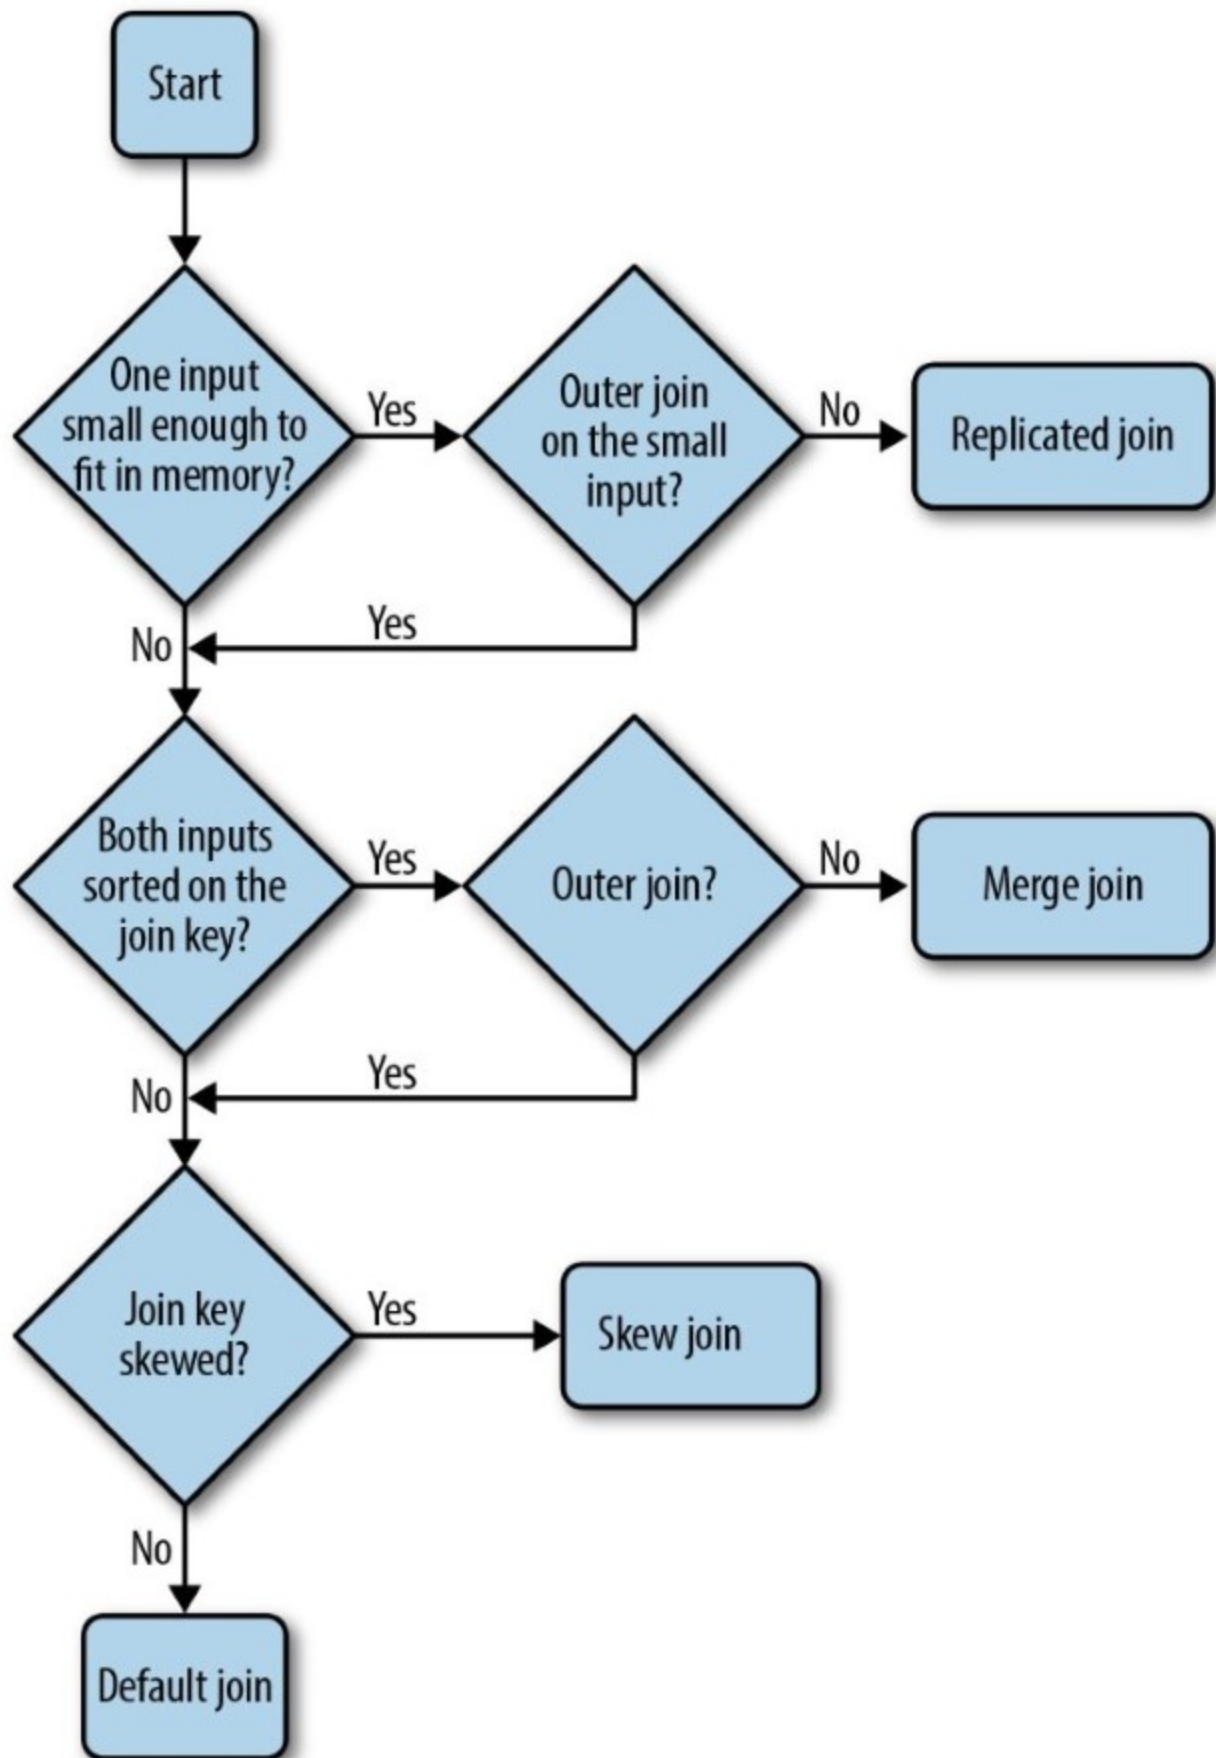 Start
One input
small enough to
fit in memory?
Yes
Outer join
on the small
input?
No
Replicated join
Yes
No
Both inputs
sorted on the
join key?
Yes
Outer join?
No
Merge join
Yes
No
Join key
skewed?
Yes
Skew join
No
Default join